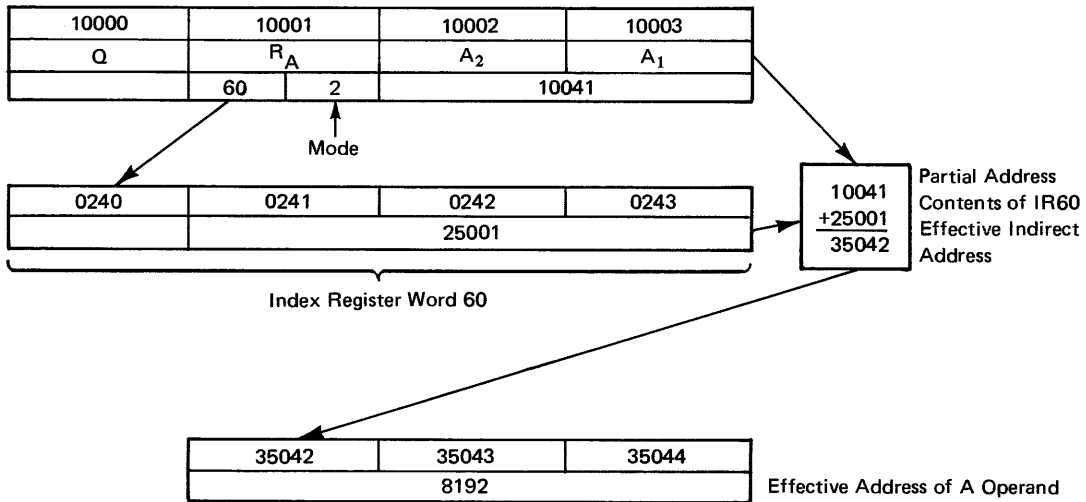 10000 10001 10002 10003
Q R_A A_2 A_1
60 2 10041
Mode
0240 0241 0242 0243
25001
Index Register Word 60
10041 Partial Address
+25001 Contents of IR60
35042 Effective Indirect Address
35042 35043 35044
8192 Effective Address of A Operand